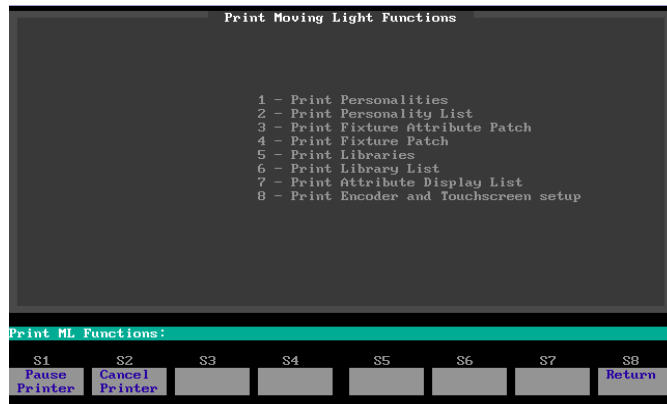 Print Moving Light Functions
1 - Print Personalities
2 - Print Personality List
3 - Print Fixture Attribute Patch
4 - Print Fixture Patch
5 - Print Libraries
6 - Print Library List
7 - Print Attribute Display List
8 - Print Encoder and Touchscreen setup
Print ML Functions:
S1 S2 S3 S4 S5 S6 S7 S8
Pause Cancel Return
Printer Printer